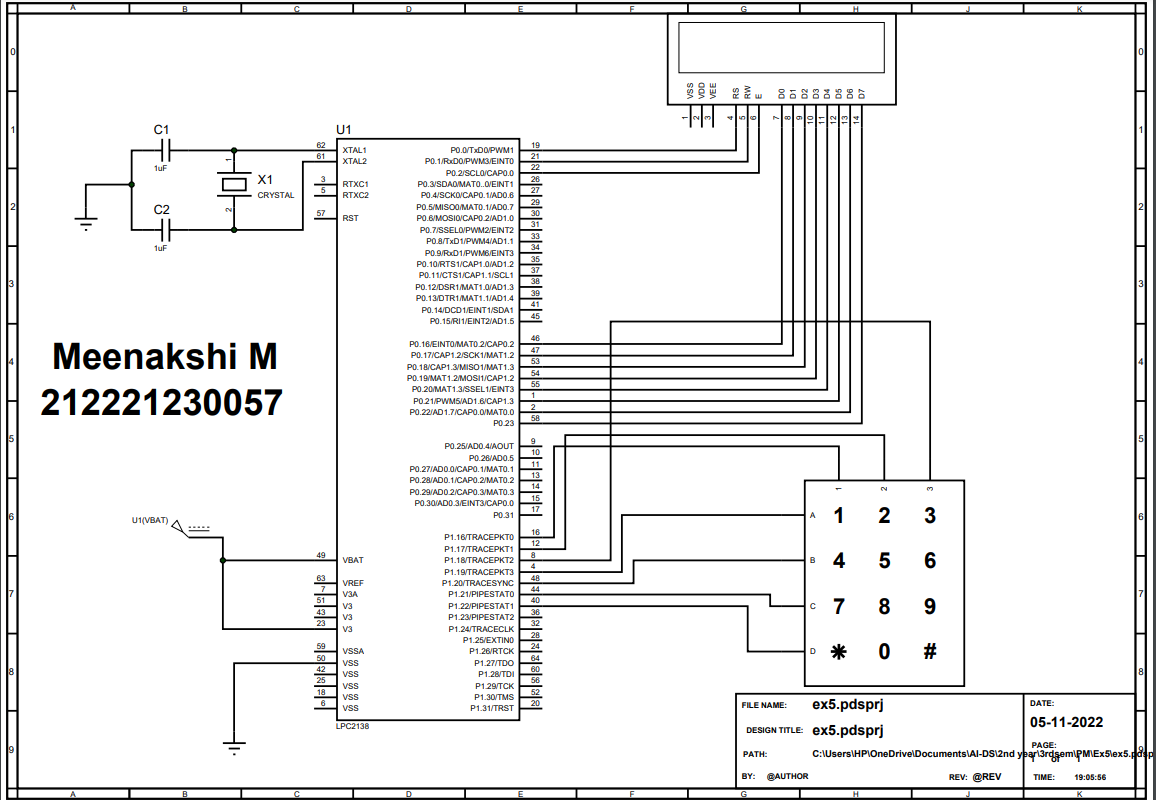 A B C D E F G H J K
0 0
1 1
2 2
3 3
4 4
5 5
6 6
7 7
8 8
9 9
VSS VDD VEE RS RW E D0 D1 D2 D3 D4 D5 D6 D7
1 2 3 4 5 6 7 8 9 10 11 12 13 14
C1
1uF
C2
1uF
1
X1
CRYSTAL
2
U1
62 XTAL1
61 XTAL2
3 RTXC1
5 RTXC2
57 RST
P0.0/TxD0/PWM1 19
P0.1/RxD0/PWM3/EINT0 21
P0.2/SCL0/CAP0.0 22
P0.3/SDA0/MAT0..0/EINT1 26
P0.4/SCK0/CAP0.1/AD0.6 27
P0.5/MISO0/MAT0.1/AD0.7 29
P0.6/MOSI0/CAP0.2/AD1.0 30
P0.7/SSEL0/PWM2/EINT2 31
P0.8/TxD1/PWM4/AD1.1 33
P0.9/RxD1/PWM6/EINT3 34
P0.10/RTS1/CAP1.0/AD1.2 35
P0.11/CTS1/CAP1.1/SCL1 37
P0.12/DSR1/MAT1.0/AD1.3 38
P0.13/DTR1/MAT1.1/AD1.4 39
P0.14/DCD1/EINT1/SDA1 41
P0.15/RI1/EINT2/AD1.5 45
P0.16/EINT0/MAT0.2/CAP0.2 46
P0.17/CAP1.2/SCK1/MAT1.2 47
P0.18/CAP1.3/MISO1/MAT1.3 53
P0.19/MAT1.2/MOSI1/CAP1.2 54
P0.20/MAT1.3/SSEL1/EINT3 55
P0.21/PWM5/AD1.6/CAP1.3 1
P0.22/AD1.7/CAP0.0/MAT0.0 2
P0.23 58
P0.25/AD0.4/AOUT 9
P0.26/AD0.5 10
P0.27/AD0.0/CAP0.1/MAT0.1 11
P0.28/AD0.1/CAP0.2/MAT0.2 13
P0.29/AD0.2/CAP0.3/MAT0.3 14
P0.30/AD0.3/EINT3/CAP0.0 15
P0.31 17
P1.16/TRACEPKT0 16
P1.17/TRACEPKT1 12
P1.18/TRACEPKT2 8
P1.19/TRACEPKT3 4
P1.20/TRACESYNC 48
P1.21/PIPESTAT0 44
P1.22/PIPESTAT1 40
P1.23/PIPESTAT2 36
P1.24/TRACECLK 32
P1.25/EXTIN0 28
P1.26/RTCK 24
P1.27/TDO 64
P1.28/TDI 60
P1.29/TCK 56
P1.30/TMS 52
P1.31/TRST 20
Meenakshi M
212221230057
U1(VBAT)
49 VBAT
63 VREF
7 V3A
51 V3
43 V3
23 V3
59 VSSA
50 VSS
42 VSS
25 VSS
18 VSS
6 VSS
LPC2138
1 2 3
A 1 2 3
B 4 5 6
C 7 8 9
D * 0 #
FILE NAME: ex5.pdsprj
DESIGN TITLE: ex5.pdsprj
PATH: C:\Users\HP\OneDrive\Documents\AI-DS\2nd year\3rdsem\PM\Ex5\ex5.pdsp
BY: @AUTHOR REV: @REV
DATE:
05-11-2022
PAGE:
1 of 1
TIME: 19:05:56
A B C D E F G H J K